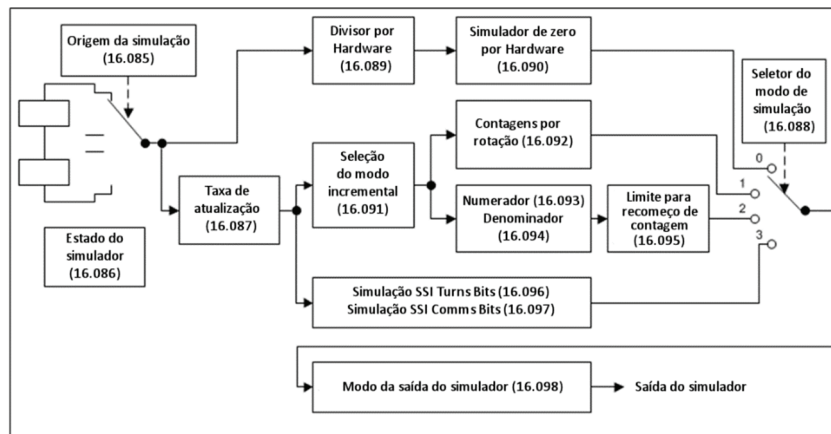 Origem da simulação
(16.085)
Divisor por
Hardware
(16.089)
Simulador de zero
por Hardware
(16.090)
Seletor do
modo de
simulação
(16.088)
Contagens por
rotação (16.092)
Seleção
do modo
incremental
(16.091)
Taxa de
atualização
(16.087)
Numerador (16.093)
Denominador
(16.094)
Limite para
recomeço de
contagem
(16.095)
0
1
2
3
Estado do
simulador
(16.086)
Simulação SSI Turns Bits (16.096)
Simulação SSI Comms Bits (16.097)
Modo da saída do simulador (16.098)
Saída do simulador